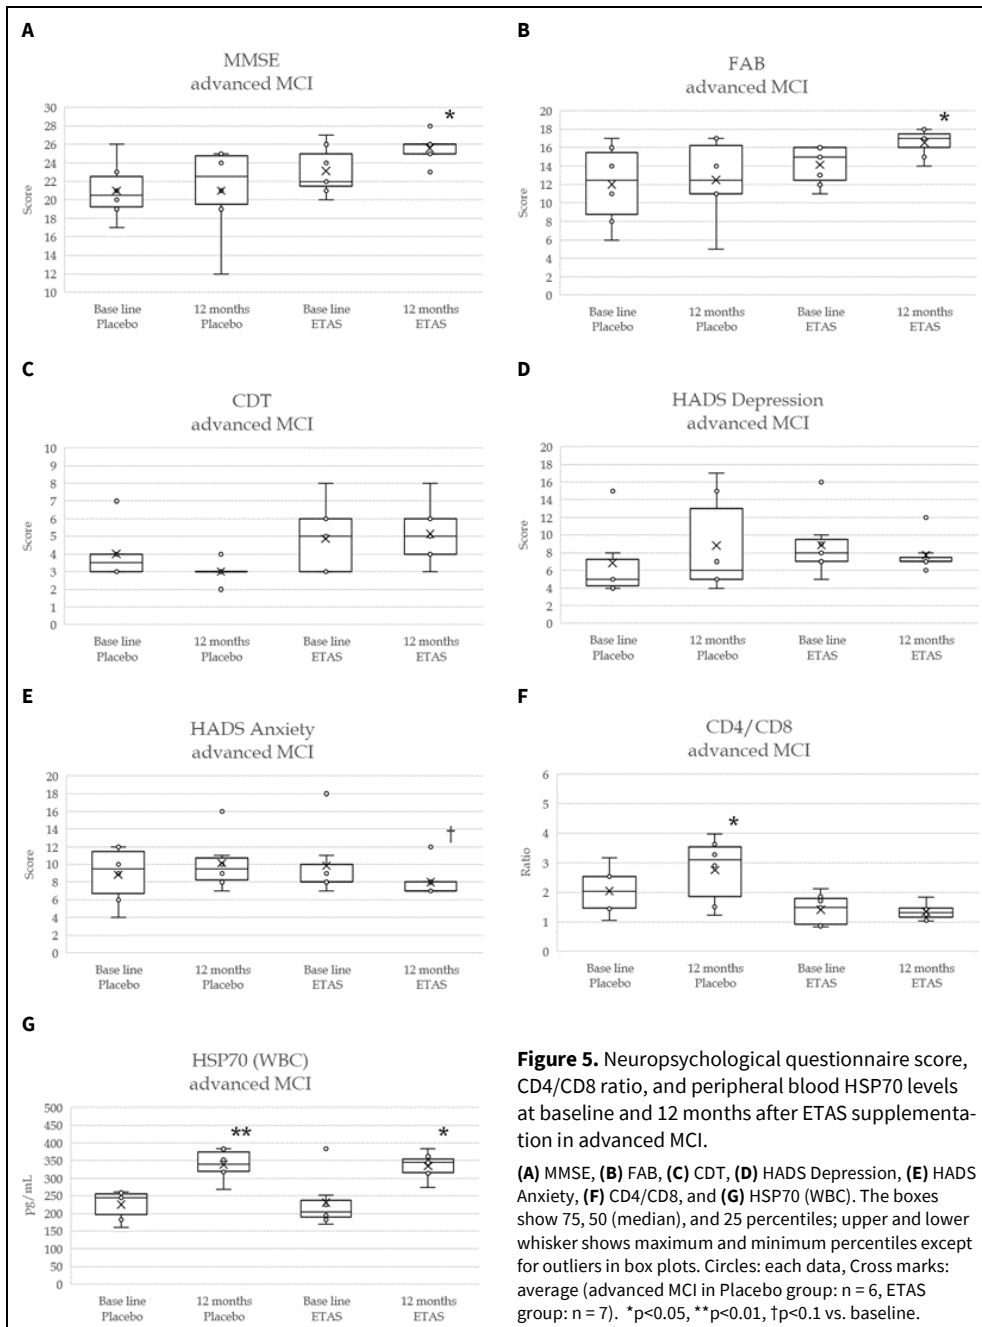 A
MMSE
advanced MCI
30
28
26
24
22
20
18
16
14
12
10
Score
*
Base line
Placebo
12 months
Placebo
Base line
ETAS
12 months
ETAS
B
FAB
advanced MCI
20
18
16
14
12
10
8
6
4
2
0
Score
*
Base line
Placebo
12 months
Placebo
Base line
ETAS
12 months
ETAS
C
CDT
advanced MCI
10
9
8
7
6
5
4
3
2
1
0
Score
Base line
Placebo
12 months
Placebo
Base line
ETAS
12 months
ETAS
D
HADS Depression
advanced MCI
20
18
16
14
12
10
8
6
4
2
0
Score
Base line
Placebo
12 months
Placebo
Base line
ETAS
12 months
ETAS
E
HADS Anxiety
advanced MCI
20
18
16
14
12
10
8
6
4
2
0
Score
†
Base line
Placebo
12 months
Placebo
Base line
ETAS
12 months
ETAS
F
CD4/CD8
advanced MCI
6
5
4
3
2
1
0
Ratio
*
Base line
Placebo
12 months
Placebo
Base line
ETAS
12 months
ETAS
G
HSP70 (WBC)
advanced MCI
500
450
400
350
300
250
200
150
100
50
0
pg/mL
**
*
Base line
Placebo
12 months
Placebo
Base line
ETAS
12 months
ETAS
Figure 5. Neuropsychological questionnaire score,
CD4/CD8 ratio, and peripheral blood HSP70 levels
at baseline and 12 months after ETAS supplementa-
tion in advanced MCI.
(A) MMSE, (B) FAB, (C) CDT, (D) HADS Depression, (E) HADS
Anxiety, (F) CD4/CD8, and (G) HSP70 (WBC). The boxes
show 75, 50 (median), and 25 percentiles; upper and lower
whisker shows maximum and minimum percentiles except
for outliers in box plots. Circles: each data, Cross marks:
average (advanced MCI in Placebo group: n = 6, ETAS
group: n = 7). *p<0.05, **p<0.01, †p<0.1 vs. baseline.